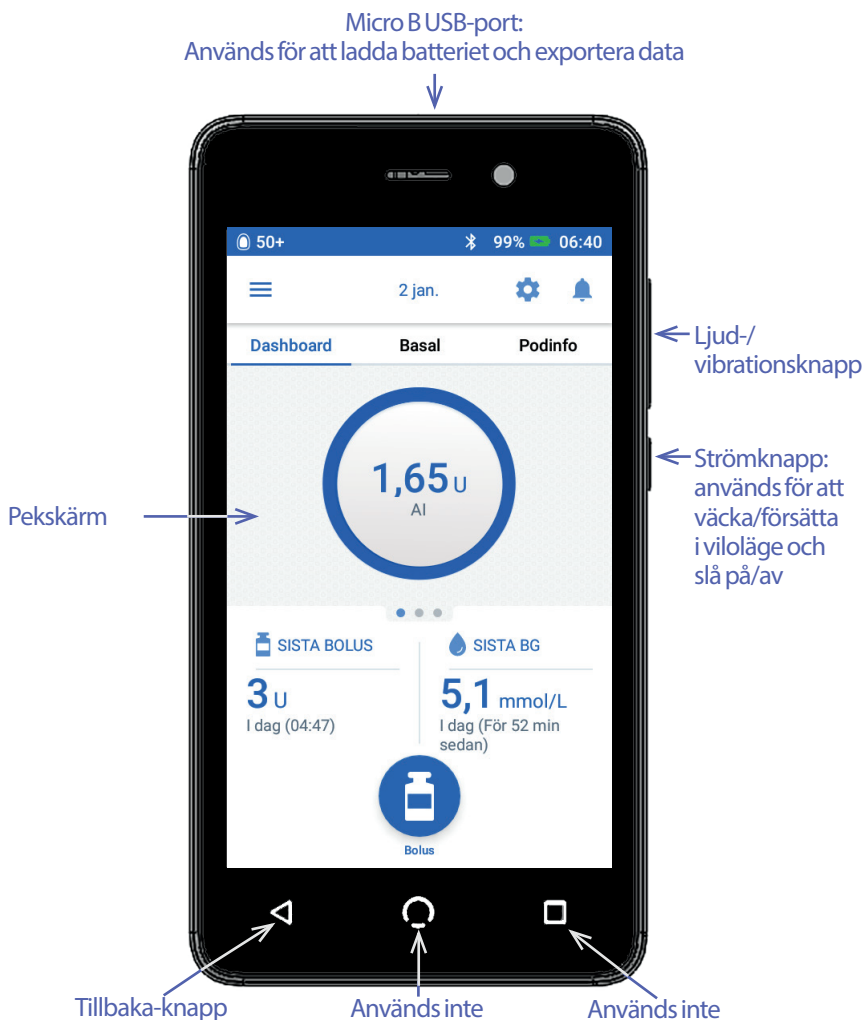 Micro B USB-port:
Används för att ladda batteriet och exportera data
50+ 99% 06:40
2 jan.
Dashboard Basal Podinfo
Ljud-/
vibrationsknapp
1,65 U
AI
Strömknapp:
används för att
väcka/försätta
i viloläge och
slå på/av
Pekskärm
SISTA BOLUS
3 U
I dag (04:47)
SISTA BG
5,1 mmol/L
I dag (För 52 min
sedan)
Bolus
Tillbaka-knapp
Används inte
Används inte